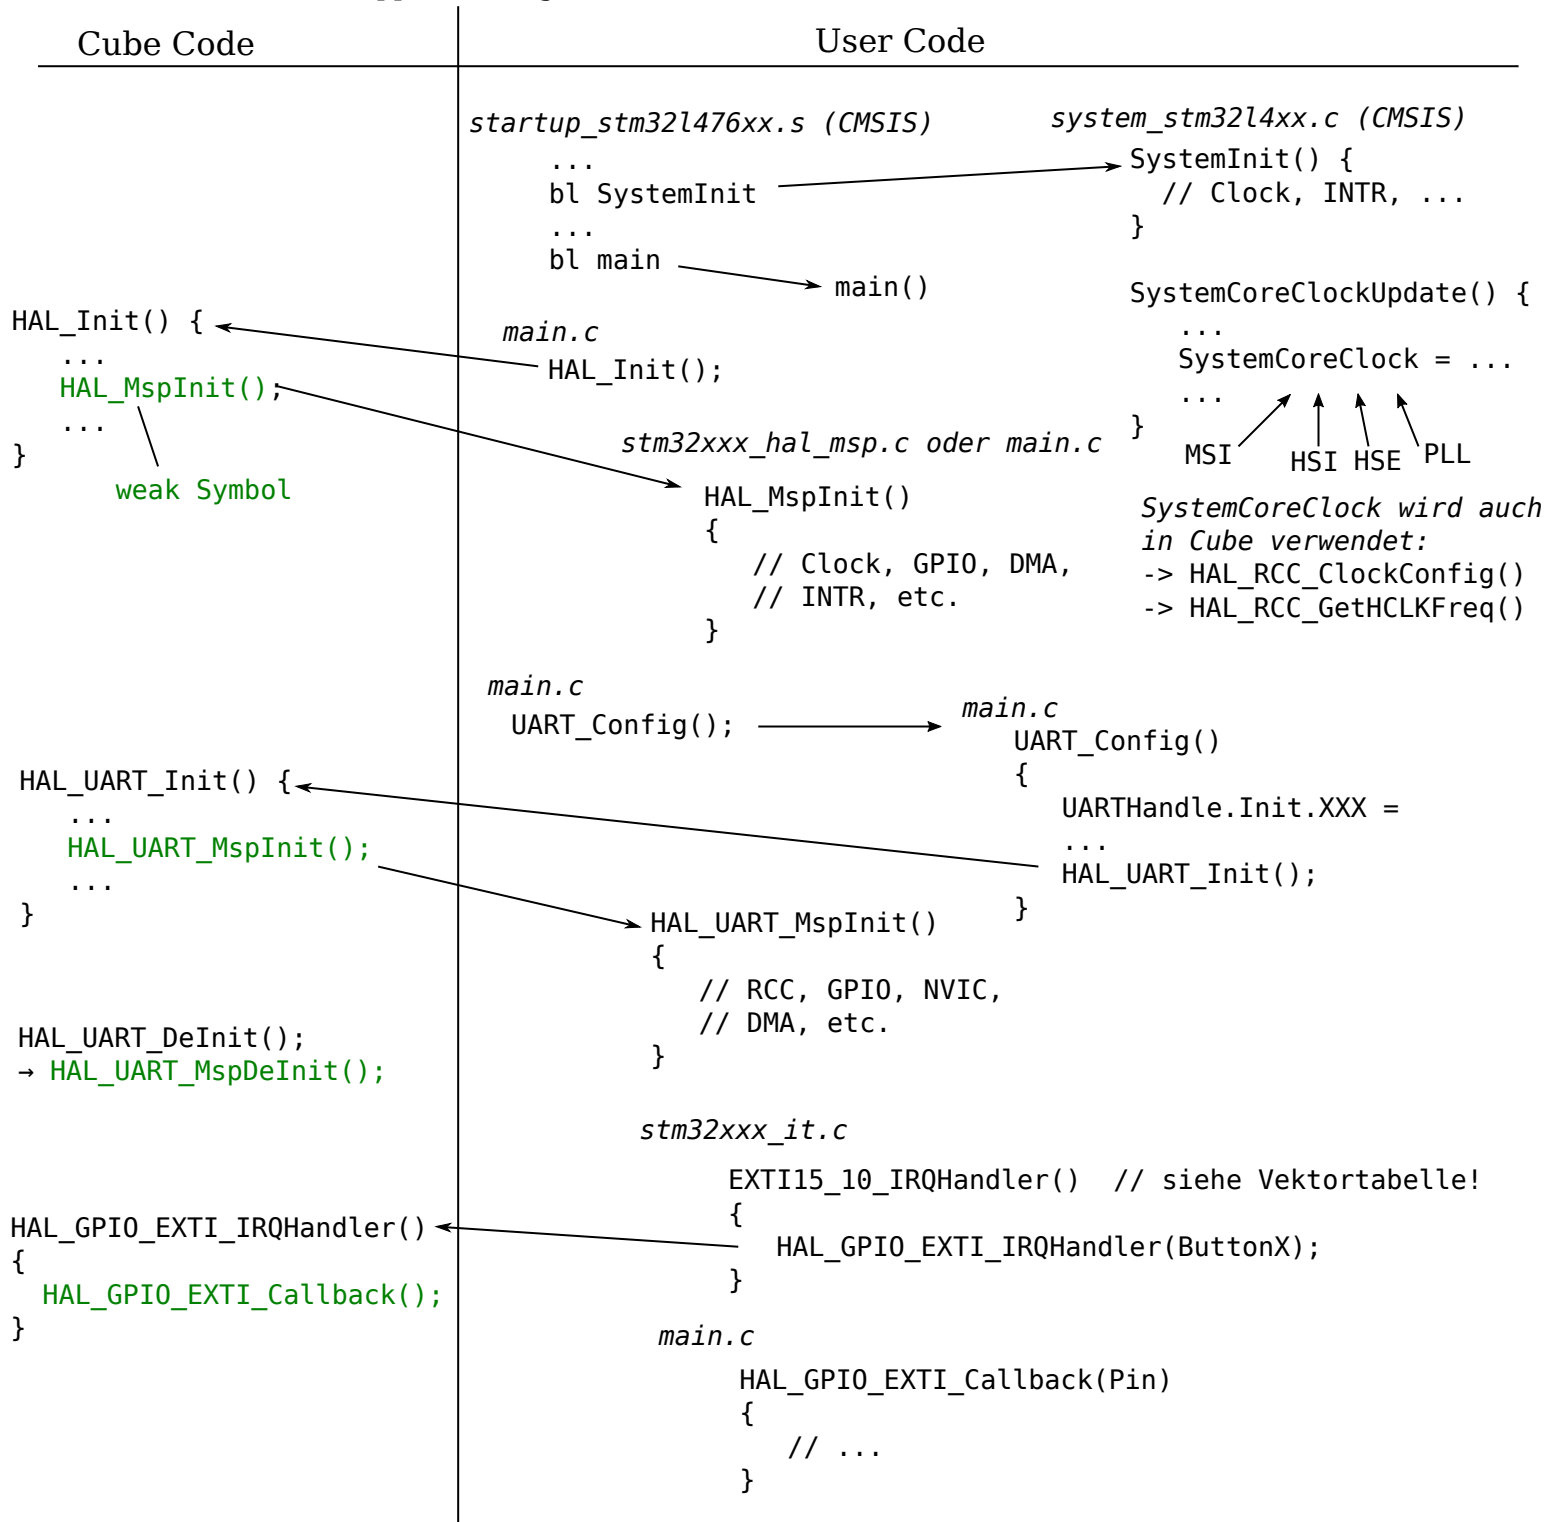 Cube Code
User Code
startup_stm32l476xx.s (CMSIS)
...
bl SystemInit
...
bl main
main()
system_stm32l4xx.c (CMSIS)
SystemInit() {
// Clock, INTR, ...
}
SystemCoreClockUpdate() {
...
SystemCoreClock = ...
...
}
MSI
HSI
HSE
PLL
SystemCoreClock wird auch
in Cube verwendet:
-> HAL_RCC_ClockConfig()
-> HAL_RCC_GetHCLKFreq()
HAL_Init() {
...
HAL_MspInit();
...
}
weak Symbol
main.c
HAL_Init();
stm32xxx_hal_msp.c oder main.c
HAL_MspInit()
{
// Clock, GPIO, DMA,
// INTR, etc.
}
main.c
UART_Config();
main.c
UART_Config()
{
UARTHandle.Init.XXX =
...
HAL_UART_Init();
}
HAL_UART_Init() {
...
HAL_UART_MspInit();
...
}
HAL_UART_MspInit()
{
// RCC, GPIO, NVIC,
// DMA, etc.
}
HAL_UART_DeInit();
→ HAL_UART_MspDeInit();
stm32xxx_it.c
EXTI15_10_IRQHandler()  // siehe Vektortabelle!
{
HAL_GPIO_EXTI_IRQHandler(ButtonX);
}
HAL_GPIO_EXTI_IRQHandler()
{
HAL_GPIO_EXTI_Callback();
}
main.c
HAL_GPIO_EXTI_Callback(Pin)
{
// ...
}